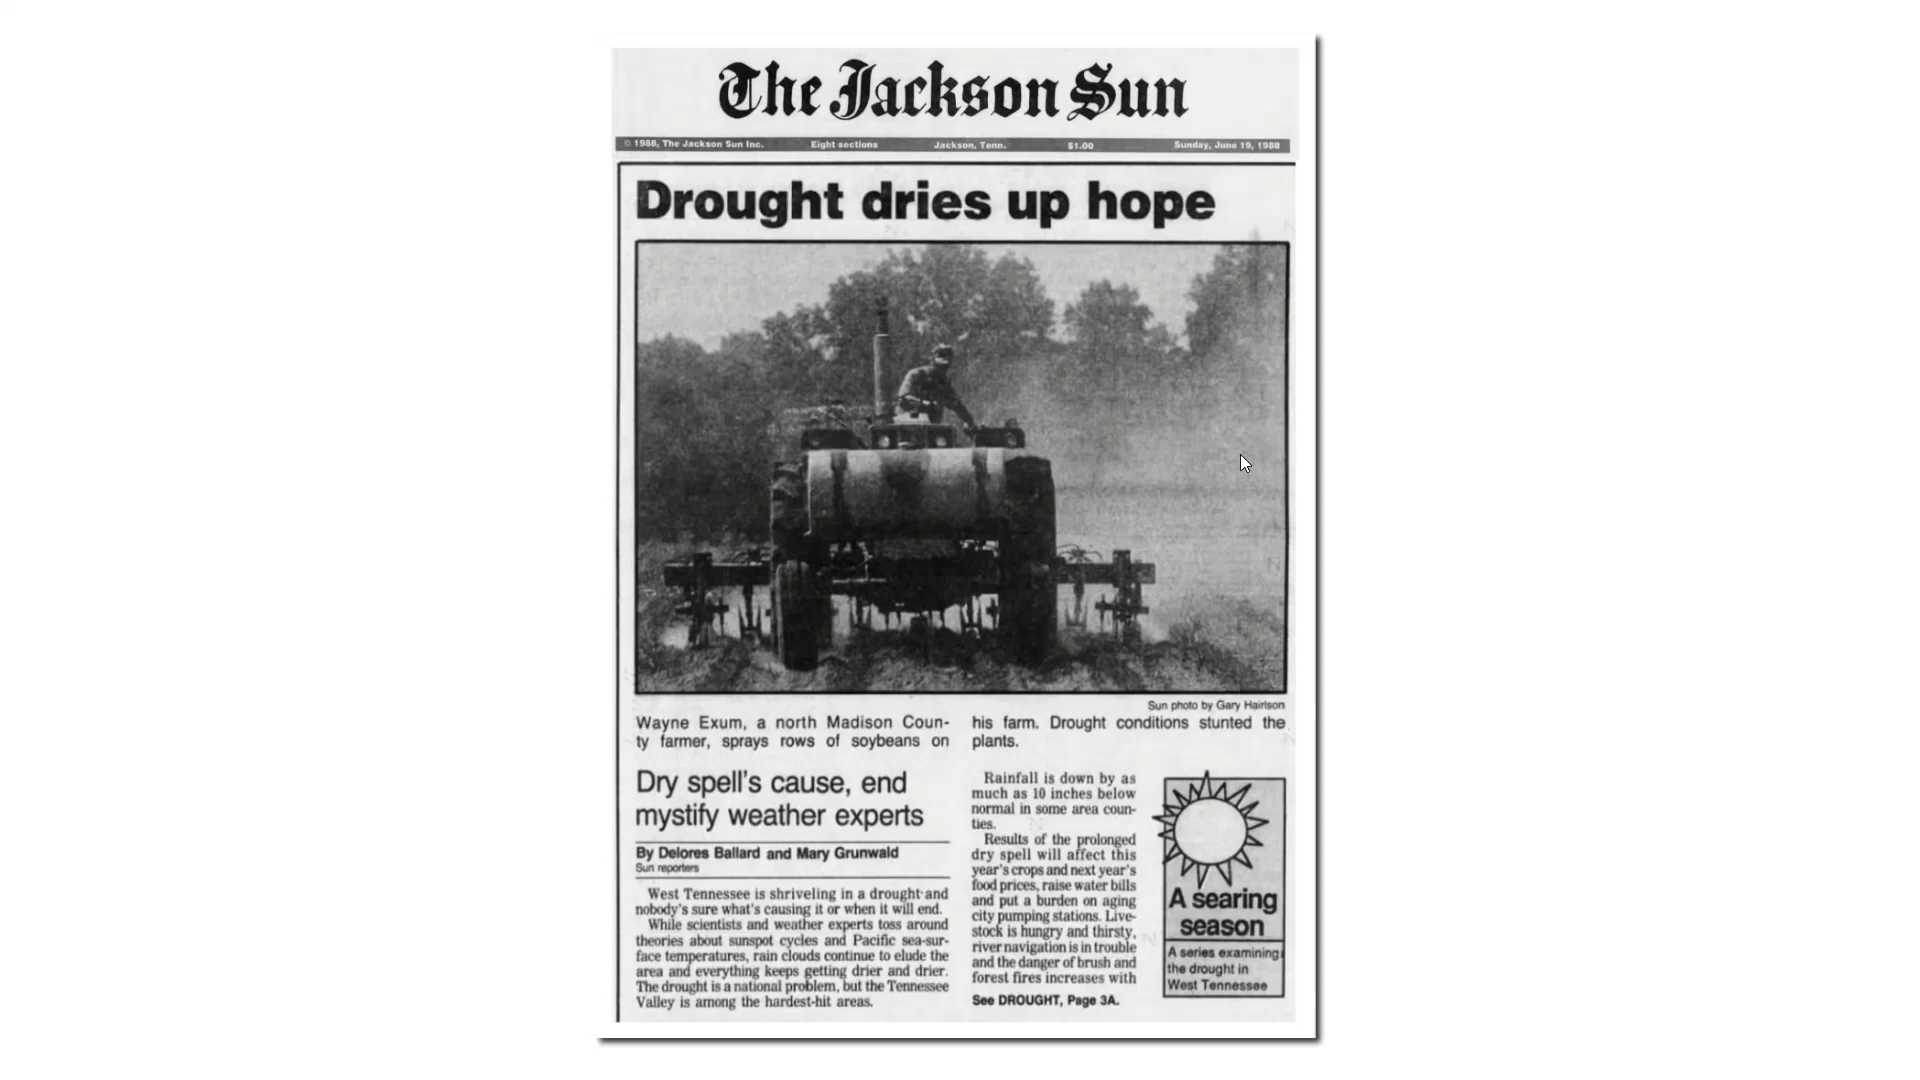 The Jackson Sun
© 1988, The Jackson Sun Inc. Eight sections Jackson, Tenn. $1.00 Sunday, June 19, 1988
Drought dries up hope
Sun photo by Gary Hairlson
Wayne Exum, a north Madison Coun-
ty farmer, sprays rows of soybeans on
his farm. Drought conditions stunted the
plants.
Dry spell's cause, end
mystify weather experts
By Delores Ballard and Mary Grunwald
Sun reporters
West Tennessee is shriveling in a drought and
nobody's sure what's causing it or when it will end.
While scientists and weather experts toss around
theories about sunspot cycles and Pacific sea-sur-
face temperatures, rain clouds continue to elude the
area and everything keeps getting drier and drier.
The drought is a national problem, but the Tennessee
Valley is among the hardest-hit areas.
Rainfall is down by as
much as 10 inches below
normal in some area coun-
ties.
Results of the prolonged
dry spell will affect this
year's crops and next year's
food prices, raise water bills
and put a burden on aging
city pumping stations. Live-
stock is hungry and thirsty,
river navigation is in trouble
and the danger of brush and
forest fires increases with
See DROUGHT, Page 3A.
A searing
season
A series examining
the drought in
West Tennessee